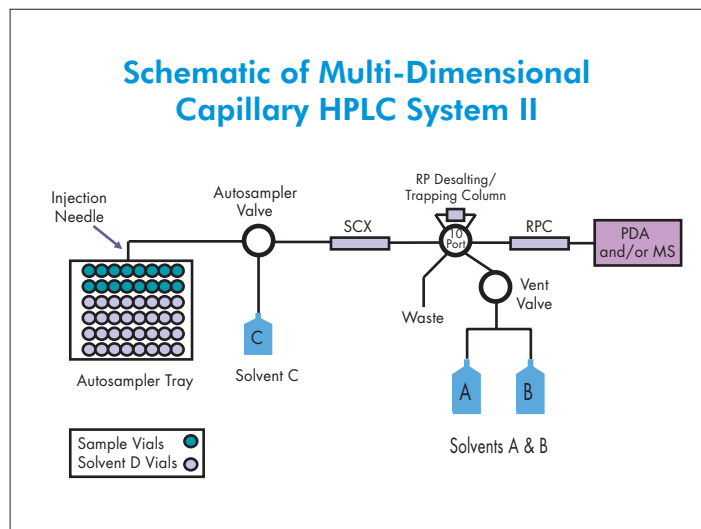 Schematic of Multi-Dimensional
Capillary HPLC System II
Injection
Needle
Autosampler
Valve
SCX
RP Desalting/
Trapping Column
10
Port
RPC
PDA
and/or MS
Waste
Vent
Valve
C
Solvent C
Autosampler Tray
A
B
Solvents A & B
Sample Vials
Solvent D Vials